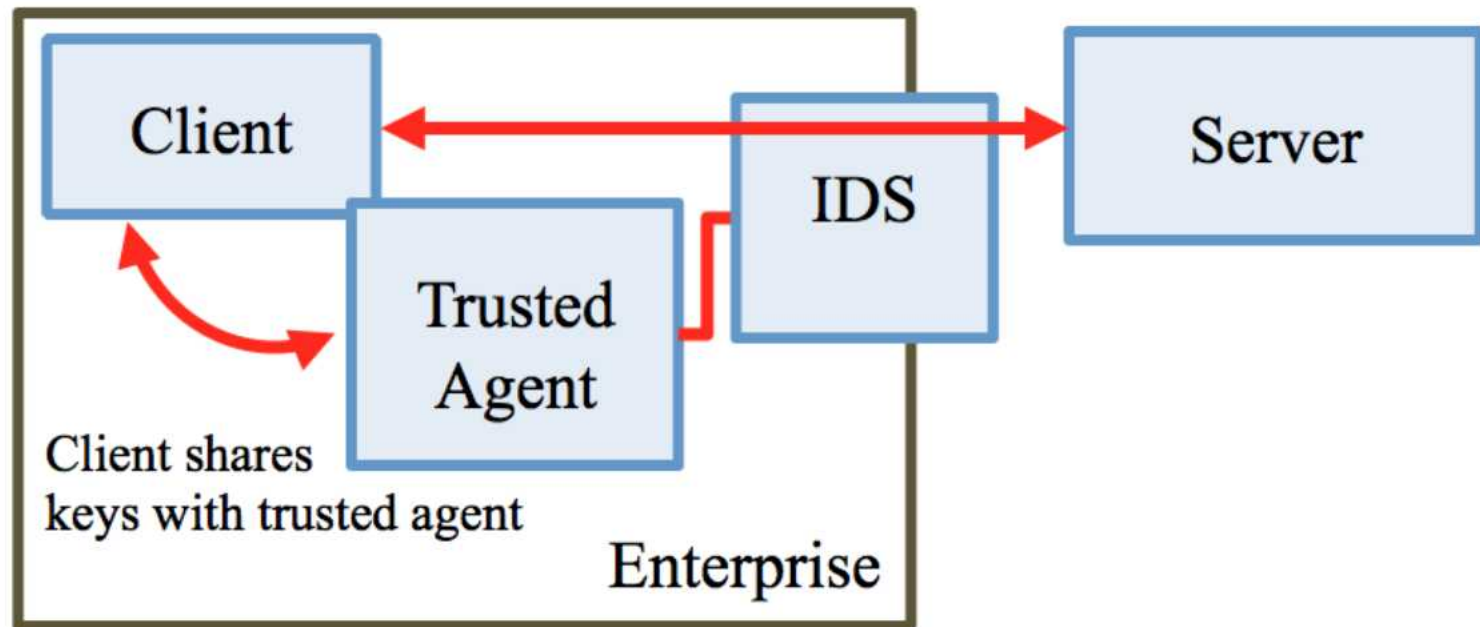 Client
Server
IDS
Trusted
Agent
Client shares
keys with trusted agent
Enterprise